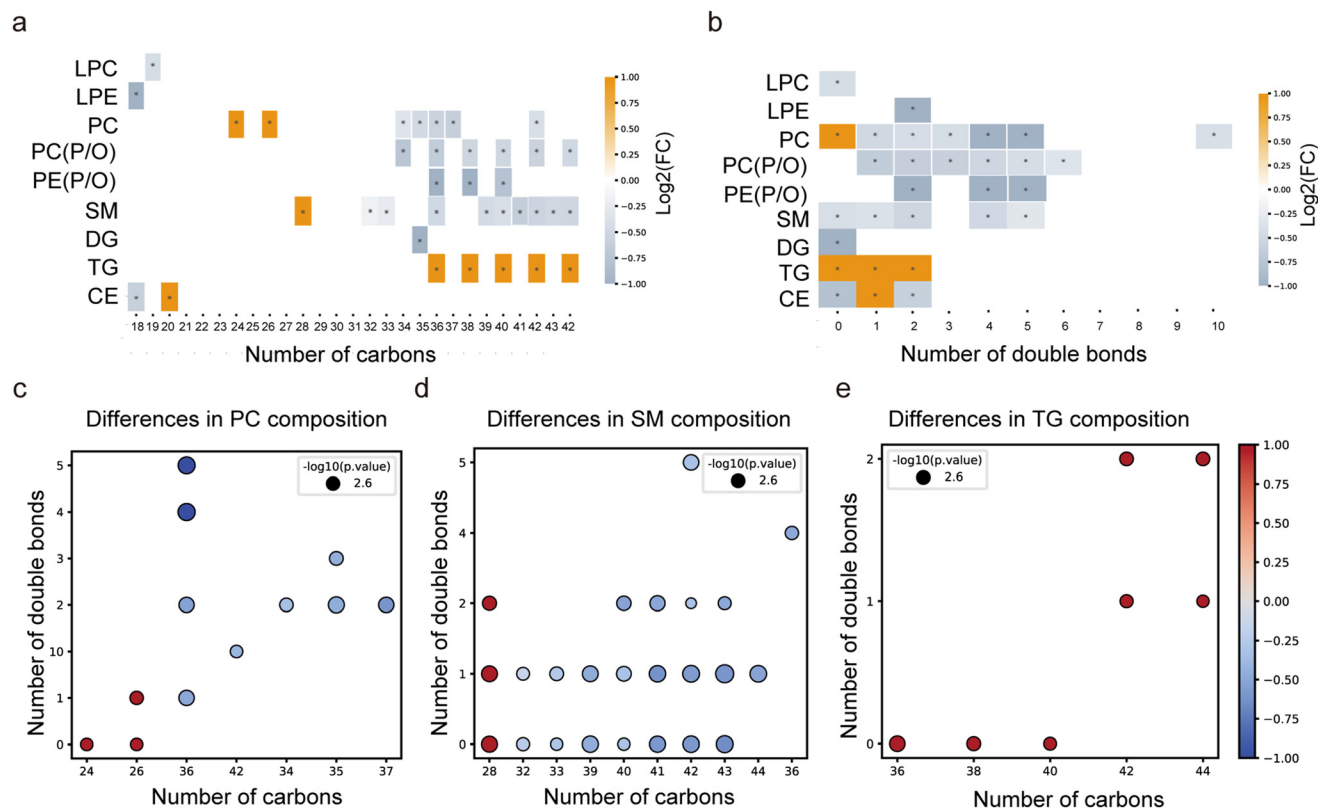 a
LPC
LPE
PC
PC(P/O)
PE(P/O)
SM
DG
TG
CE
18 19 20 21 22 23 24 26 28 29 30 31 32 33 34 35 36 37 38 39 40 41 42 43 42
Number of carbons
1.00
0.75
0.50
0.25
0.00
−0.25
−0.50
−0.75
−1.00
Log2(FC)
b
LPC
LPE
PC
PC(P/O)
PE(P/O)
SM
DG
TG
CE
0 1 2 3 4 5 6 7 8 9 10
Number of double bonds
1.00
0.75
0.50
0.25
0.00
−0.25
−0.50
−0.75
−1.00
Log2(FC)
c
Differences in PC composition
-log10(p.value)
2.6
Number of double bonds
5
4
3
2
10
1
0
24 26 36 42 34 35 37
Number of carbons
d
Differences in SM composition
-log10(p.value)
2.6
Number of double bonds
5
4
2
1
0
28 32 33 39 40 41 42 43 44 36
Number of carbons
e
Differences in TG composition
-log10(p.value)
2.6
Number of double bonds
2
1
0
36 38 40 42 44
Number of carbons
1.00
0.75
0.50
0.25
0.00
−0.25
−0.50
−0.75
−1.00